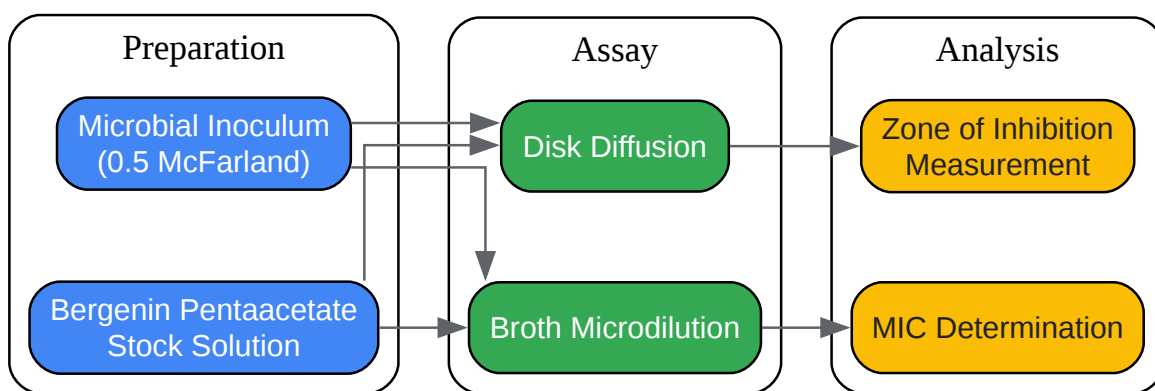 Preparation
Microbial Inoculum
(0.5 McFarland)
Bergenin Pentaacetate
Stock Solution
Assay
Disk Diffusion
Broth Microdilution
Analysis
Zone of Inhibition
Measurement
MIC Determination